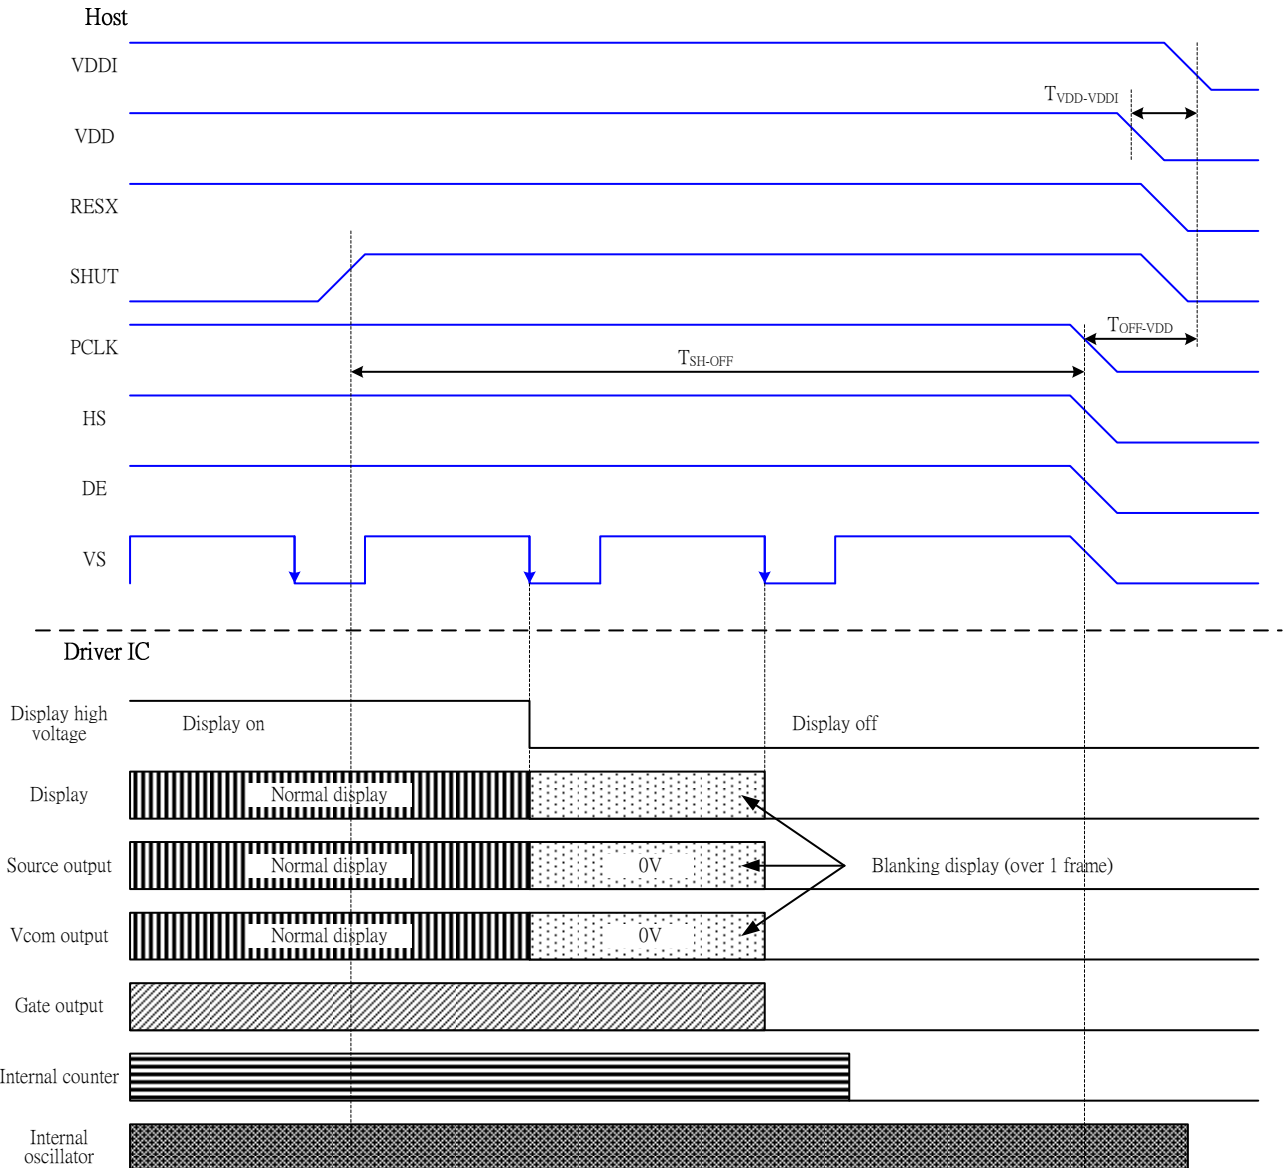 Host
VDDI
TVDD-VDDI
VDD
RESX
SHUT
TOFF-VDD
PCLK
TSH-OFF
HS
DE
VS
Driver IC
Display high
voltage
Display on
Display off
Display
Normal display
Source output
Normal display
0V
Blanking display (over 1 frame)
Vcom output
Normal display
0V
Gate output
Internal counter
Internal
oscillator